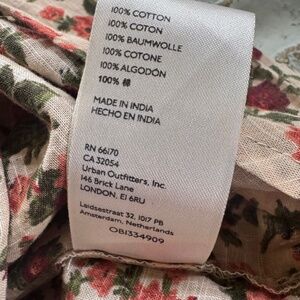 100% COTTON
100% COTON
100% BAUMWOLLE
100% COTONE
100% ALGODÓN
100% 棉
MADE IN INDIA
HECHO EN INDIA
RN 66170
CA 32054
Urban Outfitters, Inc.
146 Brick Lane
LONDON, E1 6RU
Leidsestraat 32, 1017 PB
Amsterdam, Netherlands
OB1334909